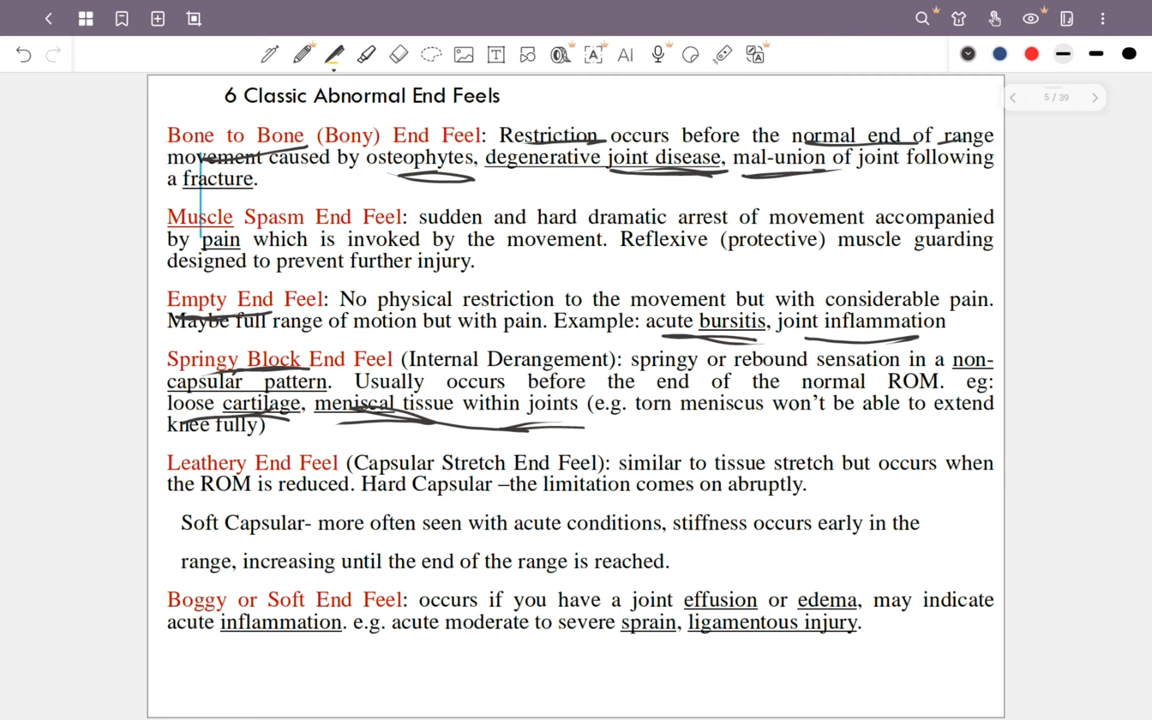 AI
5 / 39
6 Classic Abnormal End Feels
Bone to Bone (Bony) End Feel: Restriction occurs before the normal end of range
movement caused by osteophytes, degenerative joint disease, mal-union of joint following
a fracture.
Muscle Spasm End Feel: sudden and hard dramatic arrest of movement accompanied
by pain which is invoked by the movement. Reflexive (protective) muscle guarding
designed to prevent further injury.
Empty End Feel: No physical restriction to the movement but with considerable pain.
Maybe full range of motion but with pain. Example: acute bursitis, joint inflammation
Springy Block End Feel (Internal Derangement): springy or rebound sensation in a non-
capsular pattern. Usually occurs before the end of the normal ROM. eg:
loose cartilage, meniscal tissue within joints (e.g. torn meniscus won’t be able to extend
knee fully)
Leathery End Feel (Capsular Stretch End Feel): similar to tissue stretch but occurs when
the ROM is reduced. Hard Capsular –the limitation comes on abruptly.
Soft Capsular- more often seen with acute conditions, stiffness occurs early in the
range, increasing until the end of the range is reached.
Boggy or Soft End Feel: occurs if you have a joint effusion or edema, may indicate
acute inflammation. e.g. acute moderate to severe sprain, ligamentous injury.